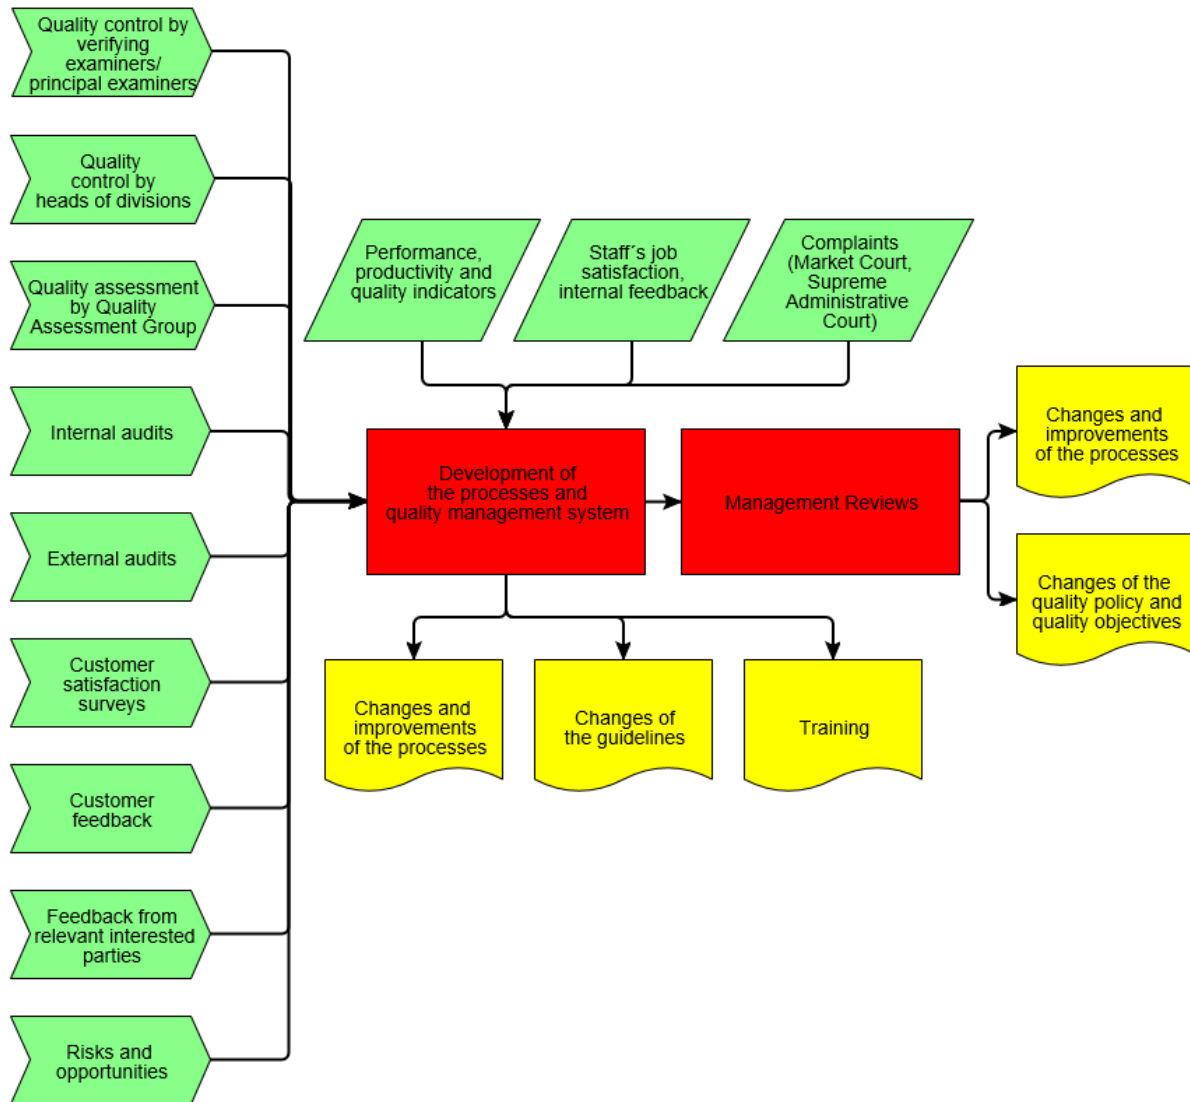 Quality control by
verifying
examiners/
principal examiners
Quality
control by
heads of divisions
Quality assessment
by Quality
Assessment Group
Internal audits
External audits
Customer
satisfaction
surveys
Customer
feedback
Feedback from
relevant interested
parties
Risks and
opportunities
Performance,
productivity and
quality indicators
Staff´s job
satisfaction,
internal feedback
Complaints
(Market Court,
Supreme
Administrative
Court)
Development of
the processes and
quality management system
Management Reviews
Changes and
improvements
of the processes
Changes of the
quality policy and
quality objectives
Changes and
improvements
of the processes
Changes of
the guidelines
Training